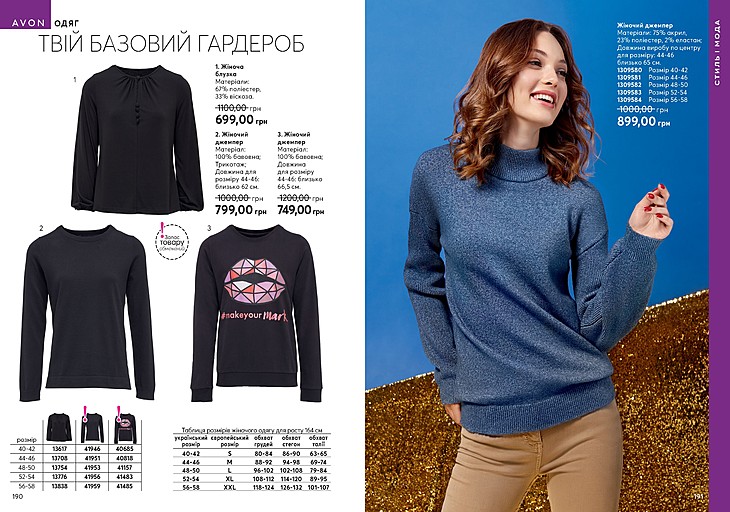 AVON ОДЯГ
ТВІЙ БАЗОВИЙ ГАРДЕРОБ
1
1. Жіноча
блузка
Матеріали:
67% поліестер,
33% віскоза.
1100,00 грн
699,00 грн
2. Жіночий
джемпер
Матеріал:
100% бавовна;
Трикотаж;
Довжина для
розміру 44-46:
близько 62 см.
1000,00 грн
799,00 грн
3. Жіночий
джемпер
Матеріал:
100% бавовна;
Довжина
для розміру
44-46: близько
66,5 см.
1200,00 грн
749,00 грн
2
Запас
товару
обмежений
3
#makeyourMark
розмір
40-42 13617 41946 40685
44-46 13708 41951 40818
48-50 13754 41953 41157
52-54 13776 41956 41483
56-58 13838 41959 41485
Таблиця розмірів жіночого одягу для росту 164 см
український розмір європейський розмір обхват грудей обхват стегон обхват талії
40-42 S 80-84 86-90 63-65
44-46 M 88-92 94-98 69-74
48-50 L 96-102 102-108 79-84
52-54 XL 108-112 114-120 89-95
56-58 XXL 118-124 126-132 101-107
190
Жіночий джемпер
Матеріали: 75% акрил,
23% поліестер, 2% еластан;
Довжина виробу по центру
для розміру: 44-46
близько 65 см.
1309580 Розмір 40-42
1309581 Розмір 44-46
1309582 Розмір 48-50
1309583 Розмір 52-54
1309584 Розмір 56-58
1000,00 грн
899,00 грн
СТИЛЬ І МОДА
191